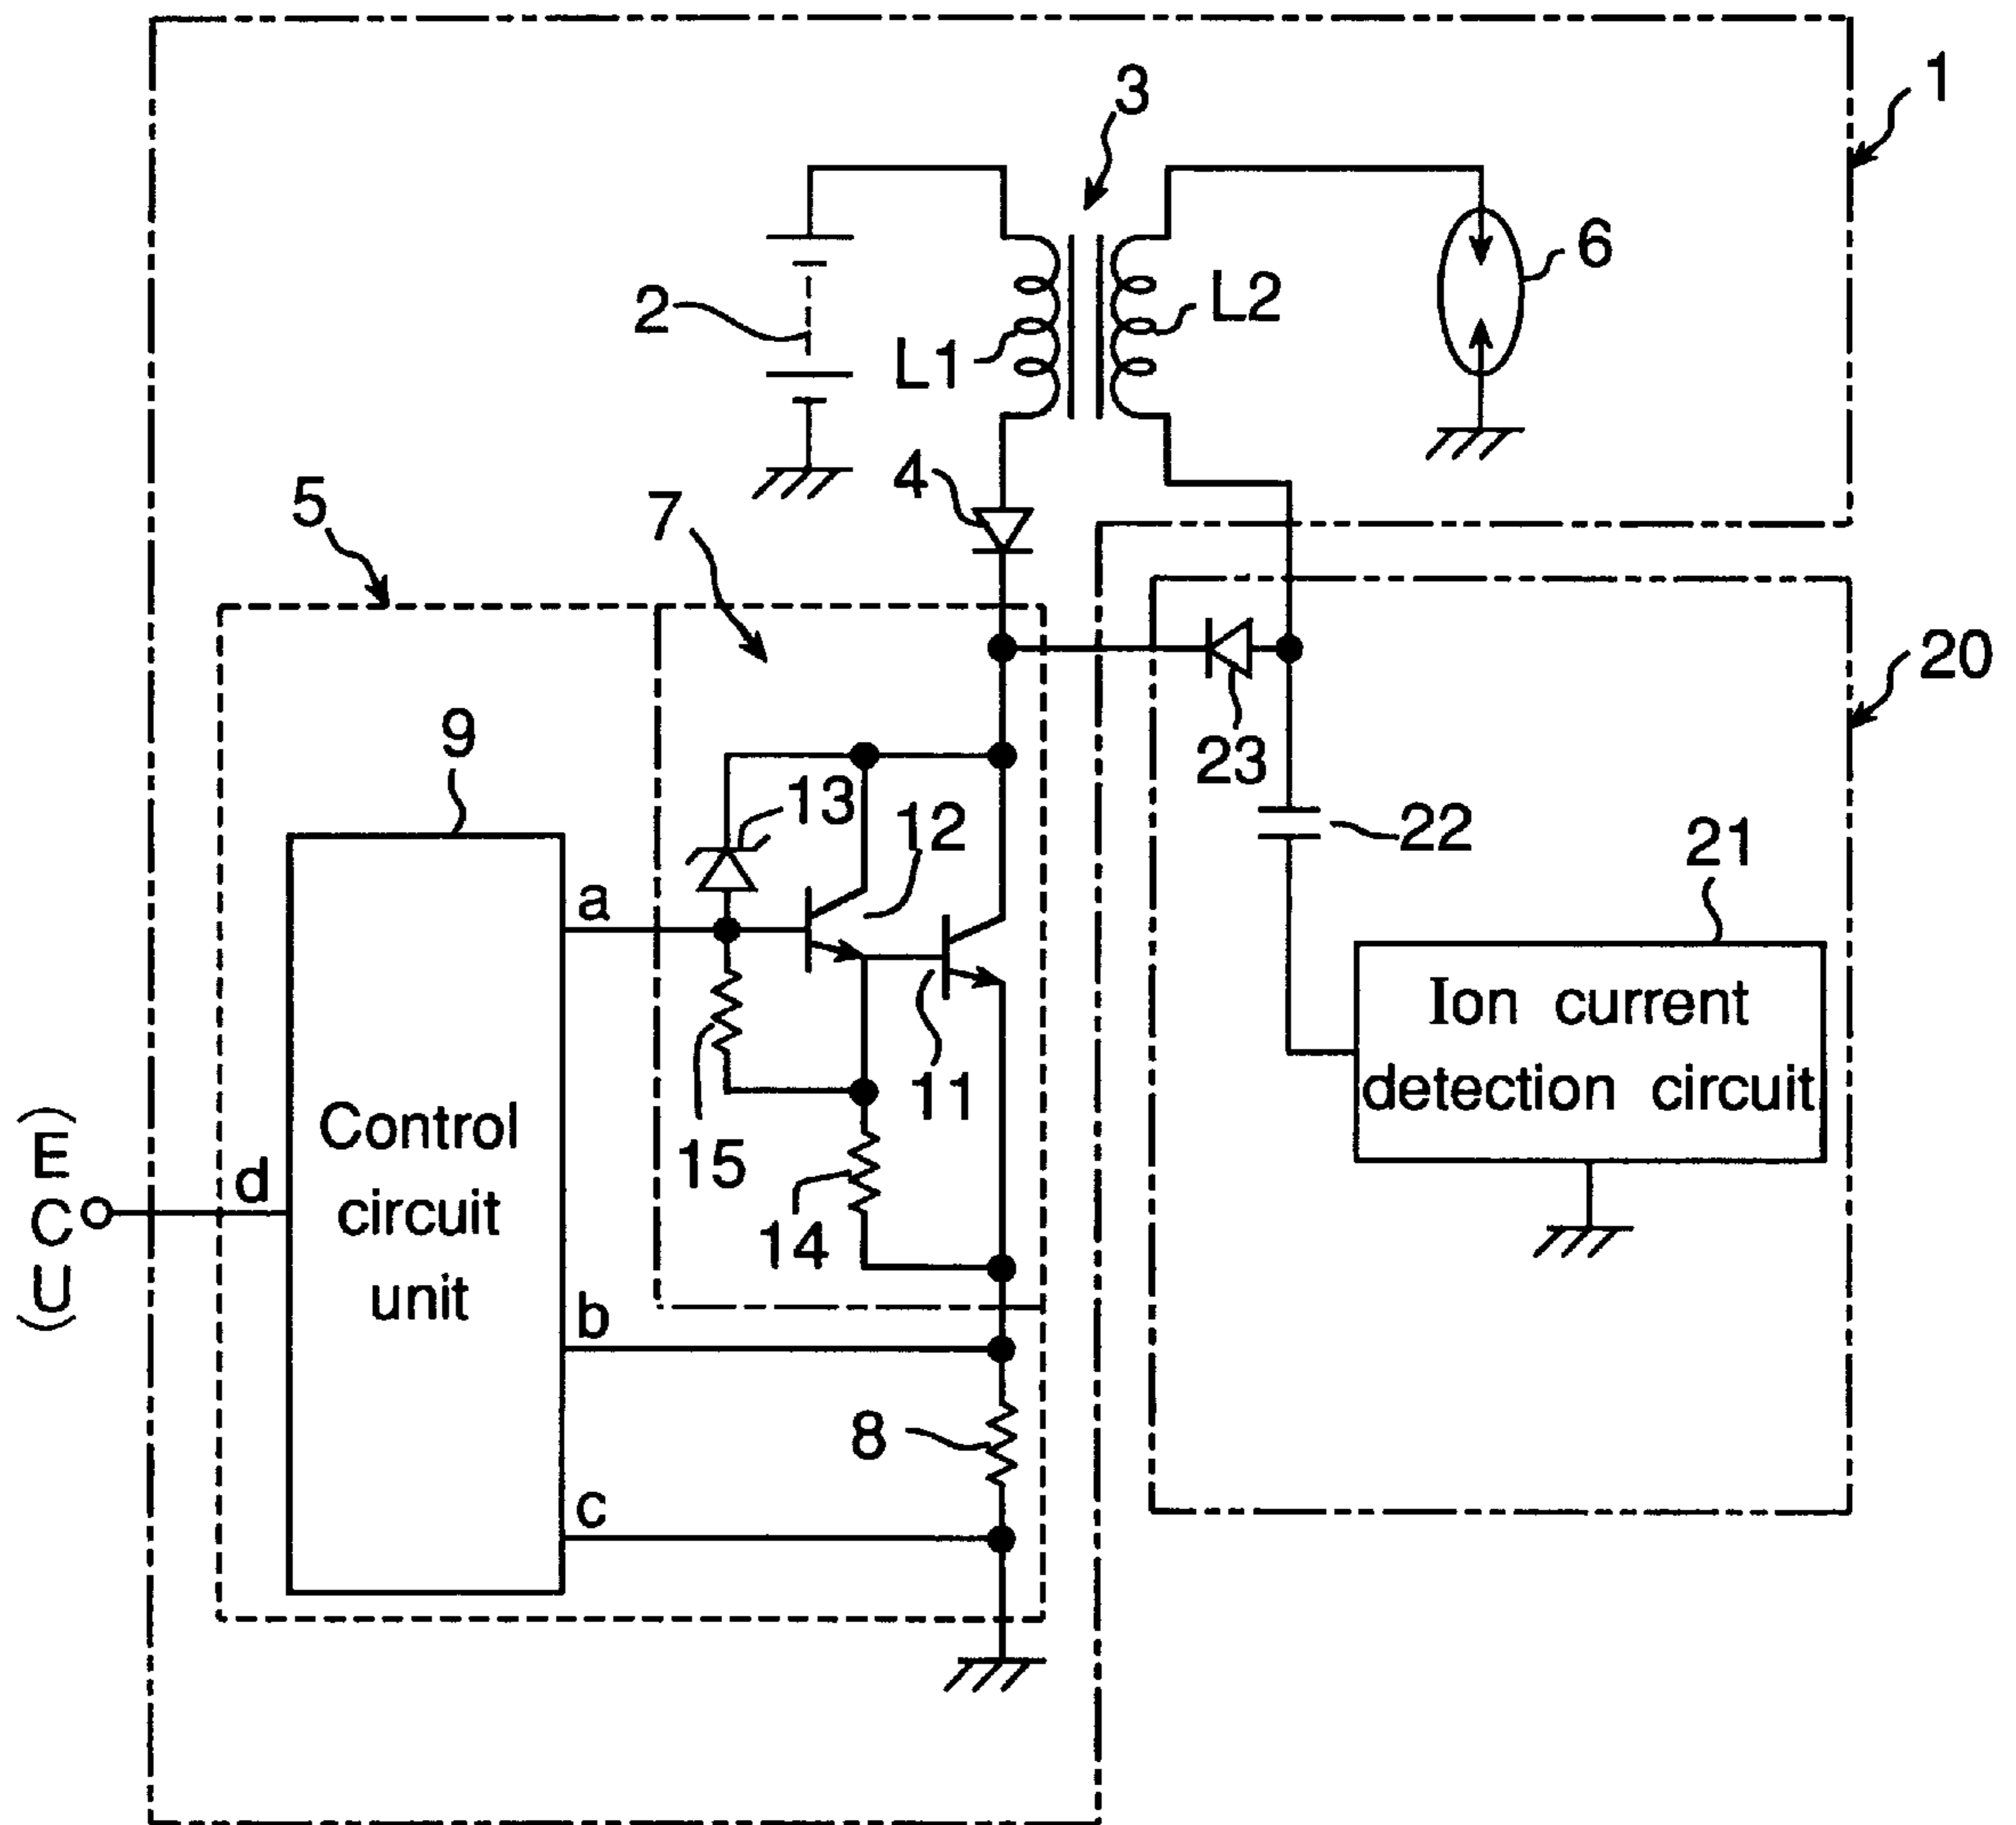 1
3
2
L1
L2
6
4
5
7
20
23
9
13
12
22
21
a
Ion current
detection circuit
11
Control
circuit
unit
15
14
(ECU)
d
b
8
c